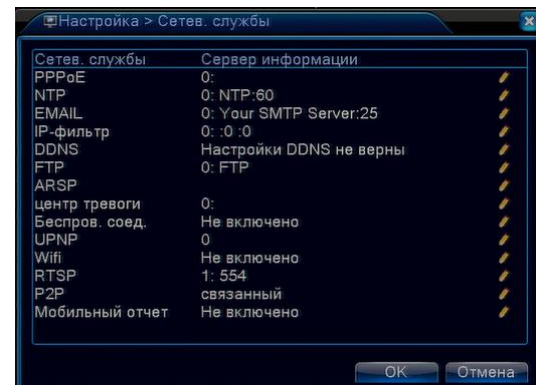 Настройка > Сетев. службы
Сетев. службы Сервер информации
PPPoE 0:
NTP 0: NTP:60
EMAIL 0: Your SMTP Server:25
IP-фильтр 0: :0 :0
DDNS Настройки DDNS не верны
FTP 0: FTP
ARSP
центр тревоги 0:
Беспров. соед. Не включено
UPNP 0
Wifi Не включено
RTSP 1: 554
P2P связанный
Мобильный отчет Не включено
OK Отмена